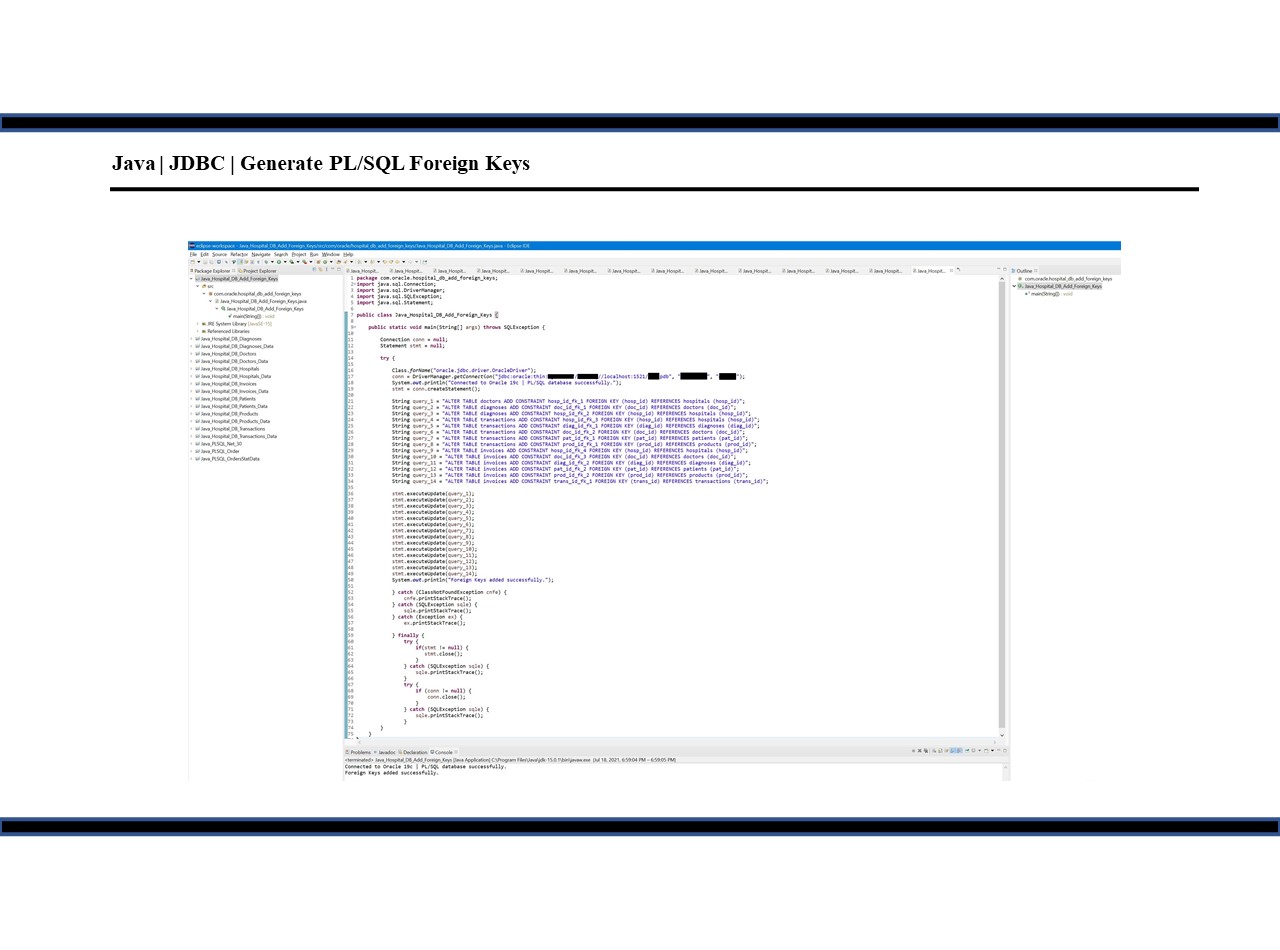 Java | JDBC | Generate PL/SQL Foreign Keys
eclipse-workspace - Java_Hospital_DB_Add_Foreign_Keys/src/com/oracle/hospital_db_add_foreign_keys/Java_Hospital_DB_Add_Foreign_Keys.java - Eclipse IDE
File Edit Source Refactor Navigate Search Project Run Window Help
Package Explorer Project Explorer
Java_Hospital_DB_Add_Foreign_Keys
src
com.oracle.hospital_db_add_foreign_keys
Java_Hospital_DB_Add_Foreign_Keys.java
Java_Hospital_DB_Add_Foreign_Keys
main(String[]) : void
JRE System Library [JavaSE-15]
Referenced Libraries
Java_Hospital_DB_Diagnoses
Java_Hospital_DB_Diagnoses_Data
Java_Hospital_DB_Doctors
Java_Hospital_DB_Doctors_Data
Java_Hospital_DB_Hospitals
Java_Hospital_DB_Hospitals_Data
Java_Hospital_DB_Invoices
Java_Hospital_DB_Invoices_Data
Java_Hospital_DB_Patients
Java_Hospital_DB_Patients_Data
Java_Hospital_DB_Products
Java_Hospital_DB_Products_Data
Java_Hospital_DB_Transactions
Java_Hospital_DB_Transactions_Data
Java_PLSQL_Net_30
Java_PLSQL_Order
Java_PLSQL_OrdersStatData
Java_Hospit... Java_Hospit... Java_Hospit... Java_Hospit... Java_Hospit... Java_Hospit... Java_Hospit... Java_Hospit... Java_Hospit... Java_Hospit... Java_Hospit... Java_Hospit... Java_Hospit... Java_Hospit...
1 package com.oracle.hospital_db_add_foreign_keys;
2 import java.sql.Connection;
3 import java.sql.DriverManager;
4 import java.sql.SQLException;
5 import java.sql.Statement;
6
7 public class Java_Hospital_DB_Add_Foreign_Keys {
8
9 public static void main(String[] args) throws SQLException {
10
11 Connection conn = null;
12 Statement stmt = null;
13
14 try {
15
16 Class.forName("oracle.jdbc.driver.OracleDriver");
17 conn = DriverManager.getConnection("jdbc:oracle:thin: / //localhost:1521/ pdb", " ", " ");
18 System.out.println("Connected to Oracle 19c | PL/SQL database successfully.");
19 stmt = conn.createStatement();
20
21 String query_1 = "ALTER TABLE doctors ADD CONSTRAINT hosp_id_fk_1 FOREIGN KEY (hosp_id) REFERENCES hospitals (hosp_id)";
22 String query_2 = "ALTER TABLE diagnoses ADD CONSTRAINT doc_id_fk_1 FOREIGN KEY (doc_id) REFERENCES doctors (doc_id)";
23 String query_3 = "ALTER TABLE diagnoses ADD CONSTRAINT hosp_id_fk_2 FOREIGN KEY (hosp_id) REFERENCES hospitals (hosp_id)";
24 String query_4 = "ALTER TABLE transactions ADD CONSTRAINT hosp_id_fk_3 FOREIGN KEY (hosp_id) REFERENCES hospitals (hosp_id)";
25 String query_5 = "ALTER TABLE transactions ADD CONSTRAINT diag_id_fk_1 FOREIGN KEY (diag_id) REFERENCES diagnoses (diag_id)";
26 String query_6 = "ALTER TABLE transactions ADD CONSTRAINT doc_id_fk_2 FOREIGN KEY (doc_id) REFERENCES doctors (doc_id)";
27 String query_7 = "ALTER TABLE transactions ADD CONSTRAINT pat_id_fk_1 FOREIGN KEY (pat_id) REFERENCES patients (pat_id)";
28 String query_8 = "ALTER TABLE transactions ADD CONSTRAINT prod_id_fk_1 FOREIGN KEY (prod_id) REFERENCES products (prod_id)";
29 String query_9 = "ALTER TABLE invoices ADD CONSTRAINT hosp_id_fk_4 FOREIGN KEY (hosp_id) REFERENCES hospitals (hosp_id)";
30 String query_10 = "ALTER TABLE invoices ADD CONSTRAINT doc_id_fk_3 FOREIGN KEY (doc_id) REFERENCES doctors (doc_id)";
31 String query_11 = "ALTER TABLE invoices ADD CONSTRAINT diag_id_fk_2 FOREIGN KEY (diag_id) REFERENCES diagnoses (diag_id)";
32 String query_12 = "ALTER TABLE invoices ADD CONSTRAINT pat_id_fk_2 FOREIGN KEY (pat_id) REFERENCES patients (pat_id)";
33 String query_13 = "ALTER TABLE invoices ADD CONSTRAINT prod_id_fk_2 FOREIGN KEY (prod_id) REFERENCES products (prod_id)";
34 String query_14 = "ALTER TABLE invoices ADD CONSTRAINT trans_id_fk_1 FOREIGN KEY (trans_id) REFERENCES transactions (trans_id)";
35
36 stmt.executeUpdate(query_1);
37 stmt.executeUpdate(query_2);
38 stmt.executeUpdate(query_3);
39 stmt.executeUpdate(query_4);
40 stmt.executeUpdate(query_5);
41 stmt.executeUpdate(query_6);
42 stmt.executeUpdate(query_7);
43 stmt.executeUpdate(query_8);
44 stmt.executeUpdate(query_9);
45 stmt.executeUpdate(query_10);
46 stmt.executeUpdate(query_11);
47 stmt.executeUpdate(query_12);
48 stmt.executeUpdate(query_13);
49 stmt.executeUpdate(query_14);
50 System.out.println("Foreign Keys added successfully.");
51
52 } catch (ClassNotFoundException cnfe) {
53 cnfe.printStackTrace();
54 } catch (SQLException sqle) {
55 sqle.printStackTrace();
56 } catch (Exception ex) {
57 ex.printStackTrace();
58
59 } finally {
60 try {
61 if(stmt != null) {
62 stmt.close();
63 }
64 } catch (SQLException sqle) {
65 sqle.printStackTrace();
66 }
67 try {
68 if (conn != null) {
69 conn.close();
70 }
71 } catch (SQLException sqle) {
72 sqle.printStackTrace();
73 }
74 }
75 }
Outline
com.oracle.hospital_db_add_foreign_keys
Java_Hospital_DB_Add_Foreign_Keys
main(String[]) : void
Problems Javadoc Declaration Console
<terminated> Java_Hospital_DB_Add_Foreign_Keys [Java Application] C:\Program Files\Java\jdk-15.0.1\bin\javaw.exe (Jul 18, 2021, 6:59:04 PM – 6:59:05 PM)
Connected to Oracle 19c | PL/SQL database successfully.
Foreign Keys added successfully.